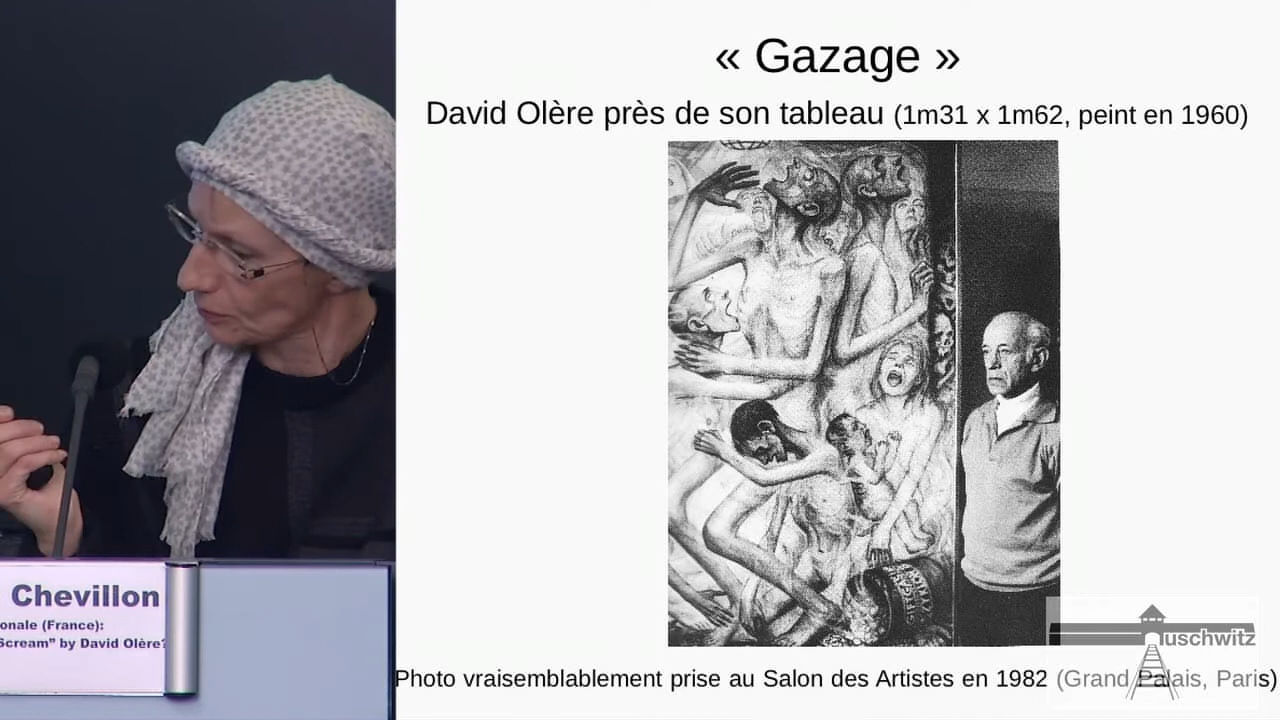 « Gazage »
David Olère près de son tableau (1m31 x 1m62, peint en 1960)
Photo vraisemblablement prise au Salon des Artistes en 1982 (Grand Palais, Paris)
Chevillon
onale (France):
Scream” by David Olère?
uschwitz